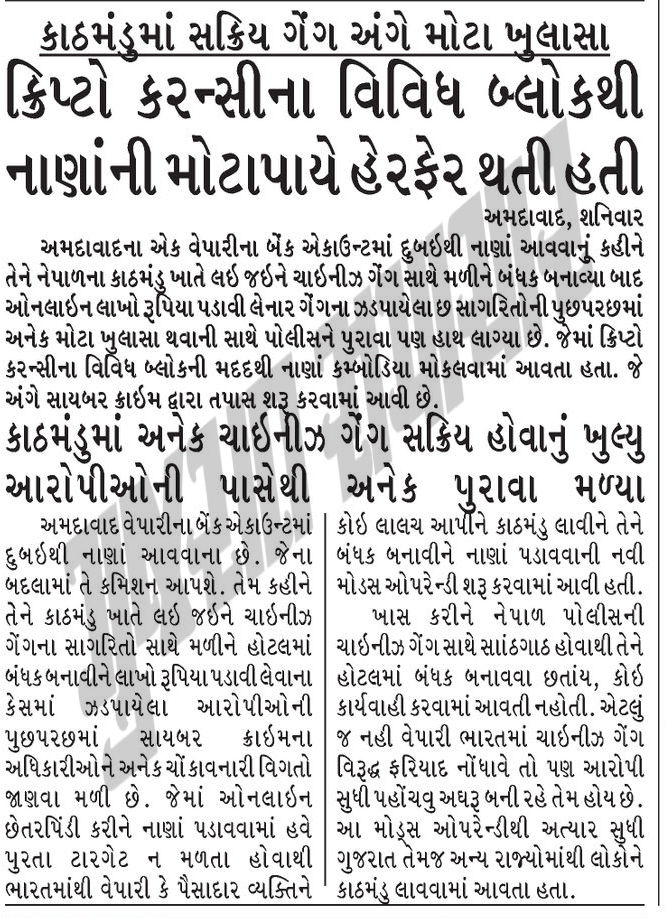 કાઠમંડુમાં સક્રિય ગેંગ અંગે મોટા ખુલાસા
ક્રિપ્ટો કરન્સીના વિવિધ બ્લોકથી
નાણાંની મોટાપાયે હેરફેર થતી હતી
અમદાવાદ, શનિવાર
અમદાવાદના એક વેપારીના બેંક એકાઉન્ટમાં દુબઇથી નાણાં આવવાનું કહીને
તેને નેપાળના કાઠમંડુ ખાતે લઇ જઇને ચાઇનીઝ ગેંગ સાથે મળીને બંધક બનાવ્યા બાદ
ઓનલાઇન લાખો રૂપિયા પડાવી લેનાર ગેંગના ઝડપાયેલા છ સાગરિતોની પુછપરછમાં
અનેક મોટા ખુલાસા થવાની સાથે પોલીસને પુરાવા પણ હાથ લાગ્યા છે. જેમાં ક્રિપ્ટો
કરન્સીના વિવિધ બ્લોકની મદદથી નાણાં કમ્બોડિયા મોકલવામાં આવતા હતા. જે
અંગે સાયબર ક્રાઇમ દ્વારા તપાસ શરૂ કરવામાં આવી છે.
કાઠમંડુમાં અનેક ચાઇનીઝ ગેંગ સક્રિય હોવાનું ખુલ્યુ
આરોપીઓની પાસેથી અનેક પુરાવા મળ્યા
અમદાવાદ વેપારીના બેંક એકાઉન્ટમાં
દુબઇથી નાણાં આવવાના છે. જેના
બદલામાં તે કમિશન આપશે. તેમ કહીને
તેને કાઠમંડુ ખાતે લઇ જઇને ચાઇનીઝ
ગેંગના સાગરિતો સાથે મળીને હોટલમાં
બંધક બનાવીને લાખો રૂપિયા પડાવી લેવાના
કેસમાં ઝડપાયેલા આરોપીઓની
પુછપરછમાં સાયબર ક્રાઇમના
અધિકારીઓને અનેક ચોંકાવનારી વિગતો
જાણવા મળી છે. જેમાં ઓનલાઇન
છેતરપિંડી કરીને નાણાં પડાવવામાં હવે
પુરતા ટારગેટ ન મળતા હોવાથી
ભારતમાંથી વેપારી કે પૈસાદાર વ્યક્તિને
કોઇ લાલચ આપીને કાઠમંડુ લાવીને તેને
બંધક બનાવીને નાણાં પડાવવાની નવી
મોડસ ઓપરેન્ડી શરૂ કરવામાં આવી હતી.
ખાસ કરીને નેપાળ પોલીસની
ચાઇનીઝ ગેંગ સાથે સાંઠગાઠ હોવાથી તેને
હોટલમાં બંધક બનાવવા છતાંય, કોઇ
કાર્યવાહી કરવામાં આવતી નહોતી. એટલું
જ નહી વેપારી ભારતમાં ચાઇનીઝ ગેંગ
વિરૂદ્ધ ફરિયાદ નોંધાવે તો પણ આરોપી
સુધી પહોંચવુ અઘરૂ બની રહે તેમ હોય છે.
આ મોડ્સ ઓપરેન્ડીથી અત્યાર સુધી
ગુજરાત તેમજ અન્ય રાજ્યોમાંથી લોકોને
કાઠમંડુ લાવવામાં આવતા હતા.
ગુજરાત સમાચાર